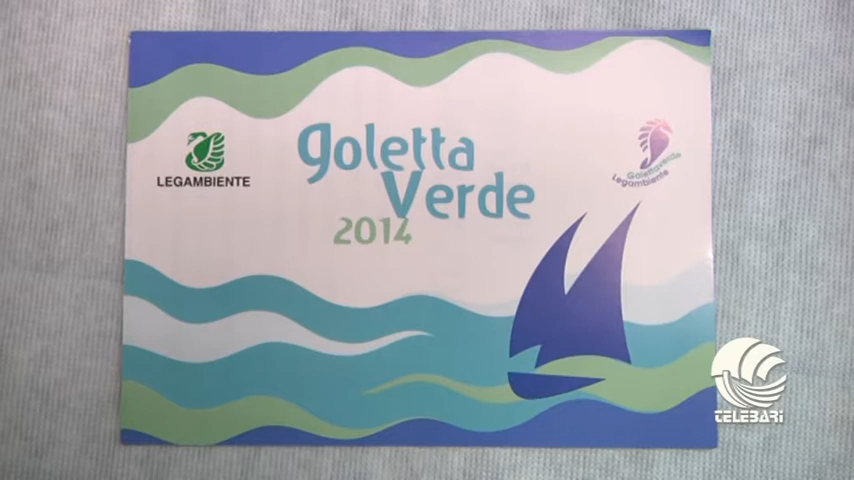 goletta
Verde
2014
LEGAMBIENTE
Golettaverde
Legambiente
TELEBARI